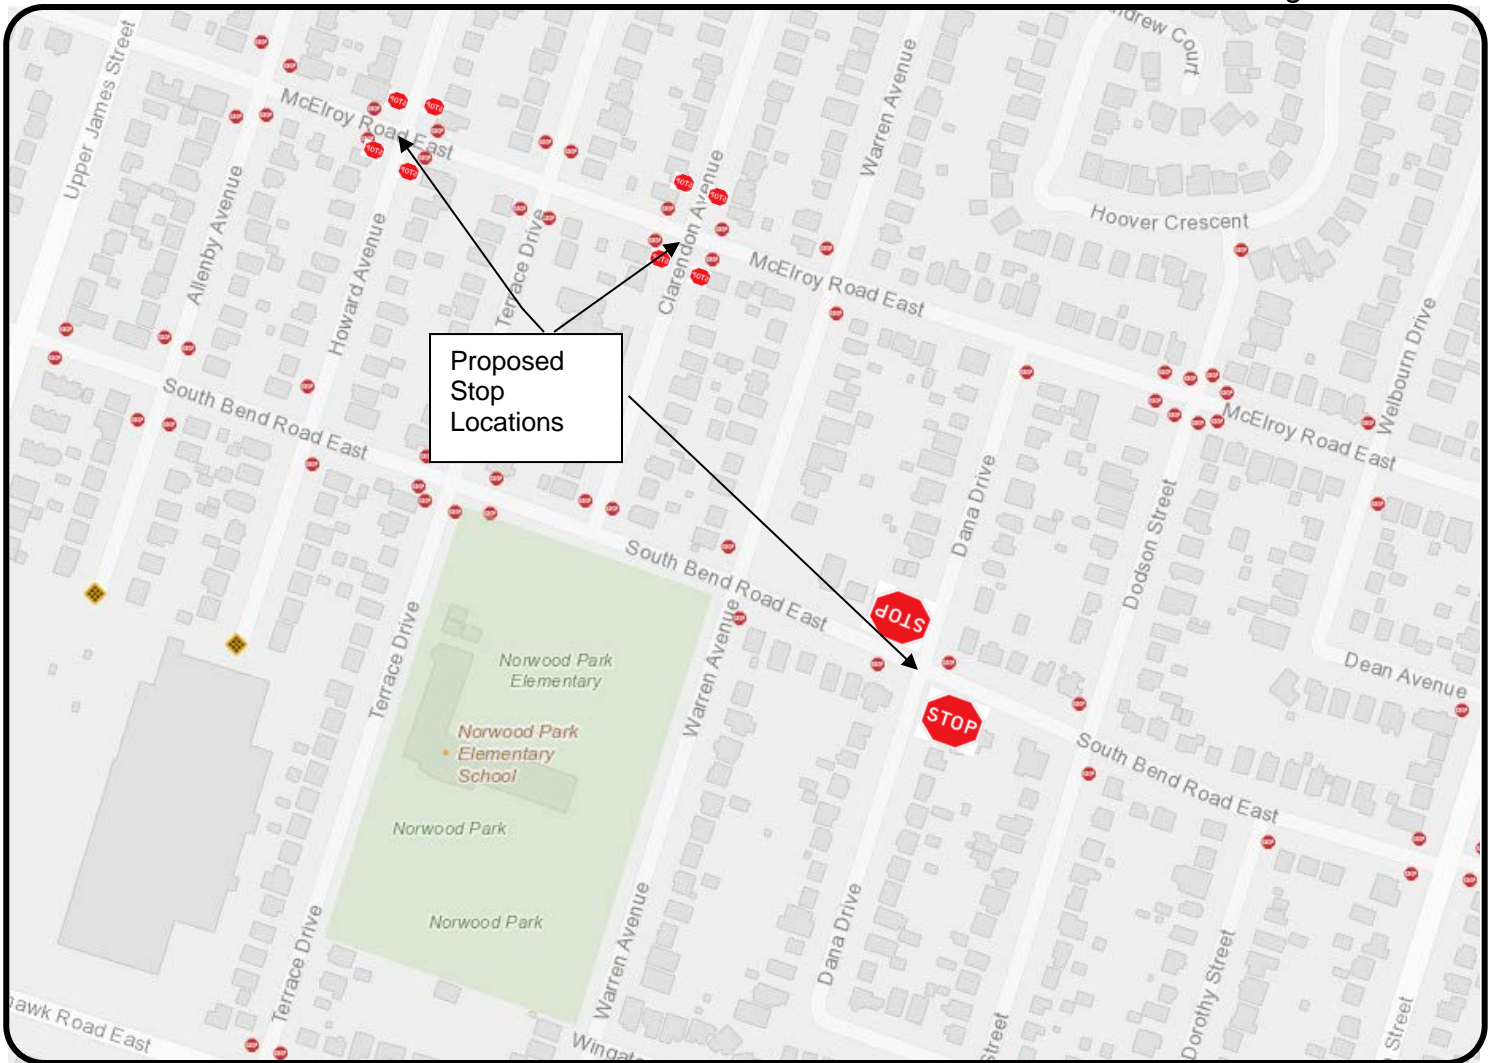 Upper James Street
McElroy Road East
Allenby Avenue
Howard Avenue
Terrace Drive
Clarendon Avenue
Warren Avenue
Court
Hoover Crescent
McElroy Road East
Welbourn Drive
McElroy Road East
Proposed
Stop
Locations
South Bend Road East
South Bend Road East
Dana Drive
Dodson Street
Dean Avenue
STOP
STOP
Terrace Drive
Norwood Park
Elementary
Norwood Park
Elementary
School
Warren Avenue
Norwood Park
Norwood Park
South Bend Road East
Dana Drive
Warren Avenue
Terrace Drive
Dorothy Street
Street
Street
Road East